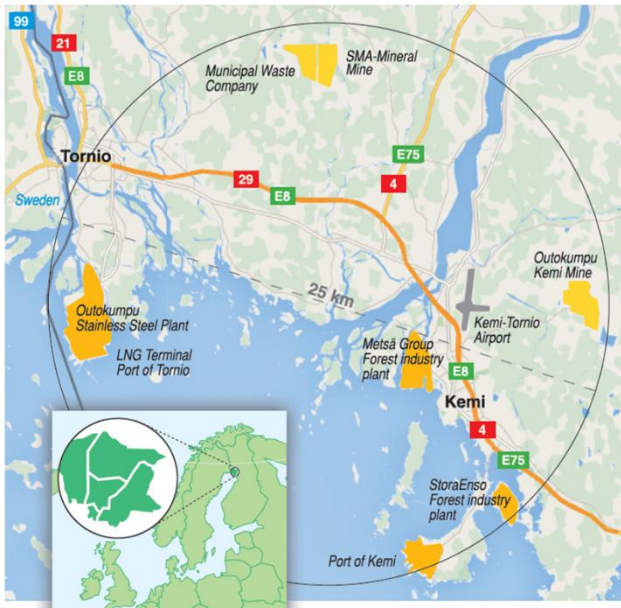 99
21
E8
Municipal Waste
Company
SMA-Mineral
Mine
Tornio
E75
29
4
E8
Sweden
Outokumpu
Kemi Mine
25 km
Outokumpu
Stainless Steel Plant
LNG Terminal
Port of Tornio
Kemi-Tornio
Airport
Metsä Group
Forest industry
plant
E8
Kemi
4
E75
StoraEnso
Forest industry
plant
Port of Kemi